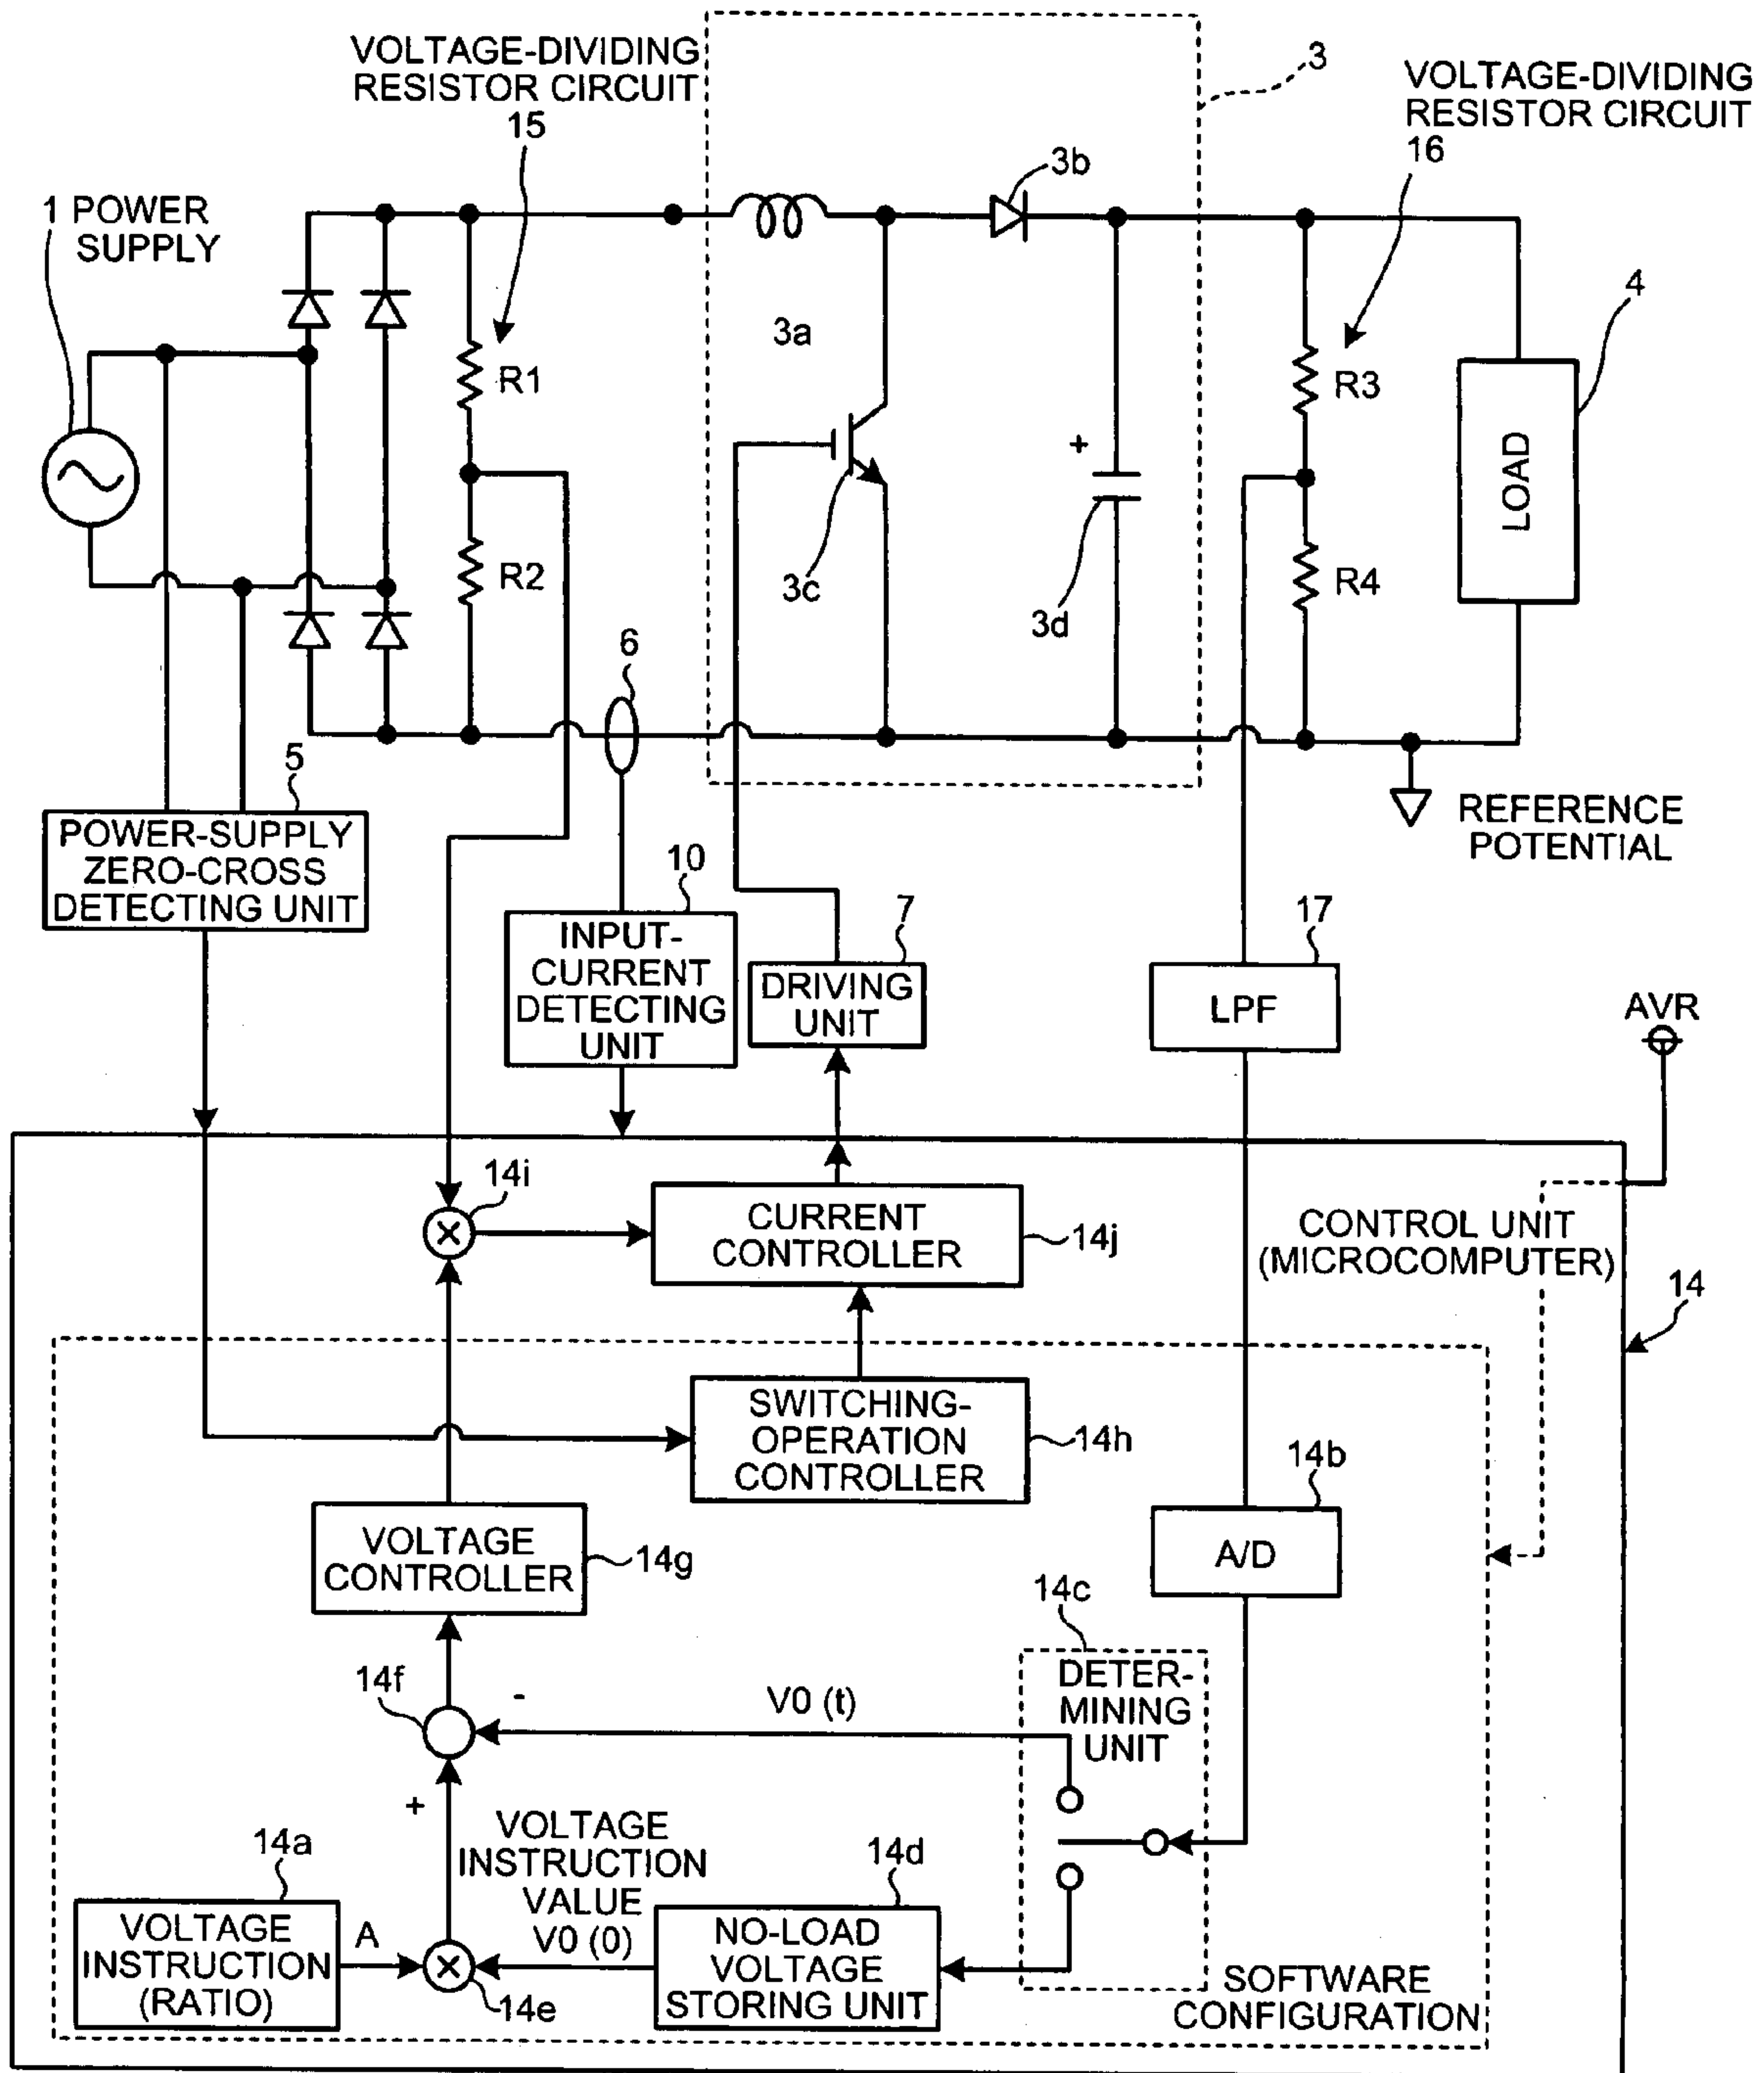 VOLTAGE-DIVIDING
RESISTOR CIRCUIT
15
3
VOLTAGE-DIVIDING
RESISTOR CIRCUIT
16
1 POWER
SUPPLY
3b
3a
4
R1
R3
+
LOAD
R2
3c
3d
R4
6
5
REFERENCE
POTENTIAL
POWER-SUPPLY
ZERO-CROSS
DETECTING UNIT
10
INPUT-
CURRENT
DETECTING
UNIT
7
DRIVING
UNIT
17
LPF
AVR
14i
CURRENT
CONTROLLER
14j
CONTROL UNIT
(MICROCOMPUTER)
14
SWITCHING-
OPERATION
CONTROLLER
14h
14b
A/D
VOLTAGE
CONTROLLER
14g
14c
DETER-
MINING
UNIT
14f
-
V0 (t)
+
VOLTAGE
INSTRUCTION
VALUE
V0 (0)
14a
VOLTAGE
INSTRUCTION
(RATIO)
A
14e
14d
NO-LOAD
VOLTAGE
STORING UNIT
SOFTWARE
CONFIGURATION